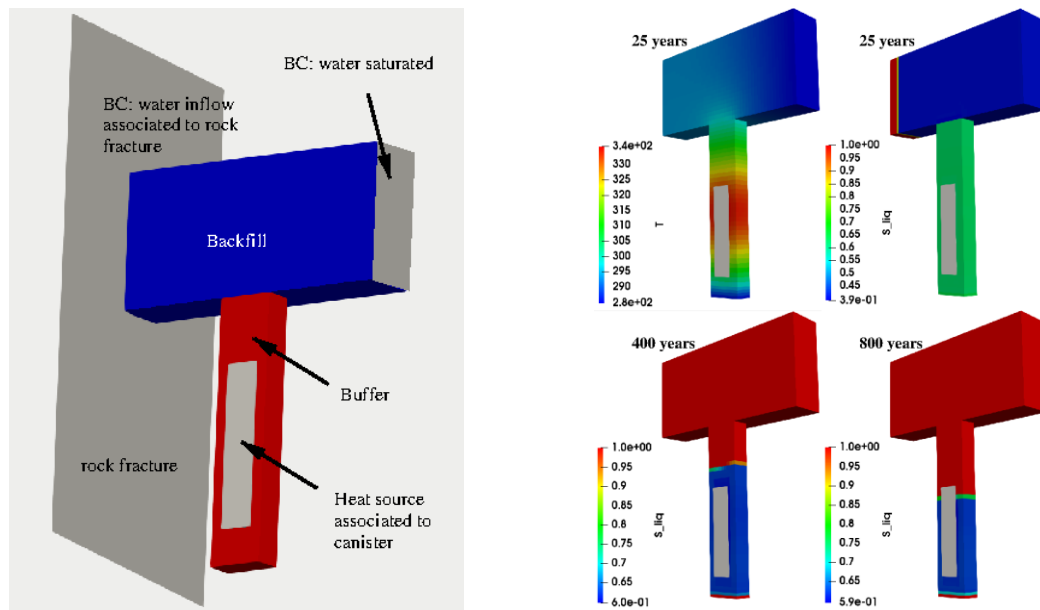 BC: water saturated
BC: water inflow
associated to rock
fracture
Backfill
Buffer
rock fracture
Heat source
associated to
canister
25 years
3.4e+02
330
325
320
315
310
305
300
295
290
2.8e+02
T
25 years
1.0e+00
0.95
0.9
0.85
0.8
0.75
0.7
0.65
0.6
0.55
0.5
0.45
3.9e-01
S_liq
400 years
1.0e+00
0.95
0.9
0.85
0.8
0.75
0.7
0.65
6.0e-01
S_liq
800 years
1.0e+00
0.95
0.9
0.85
0.8
0.75
0.7
0.65
5.9e-01
S_liq